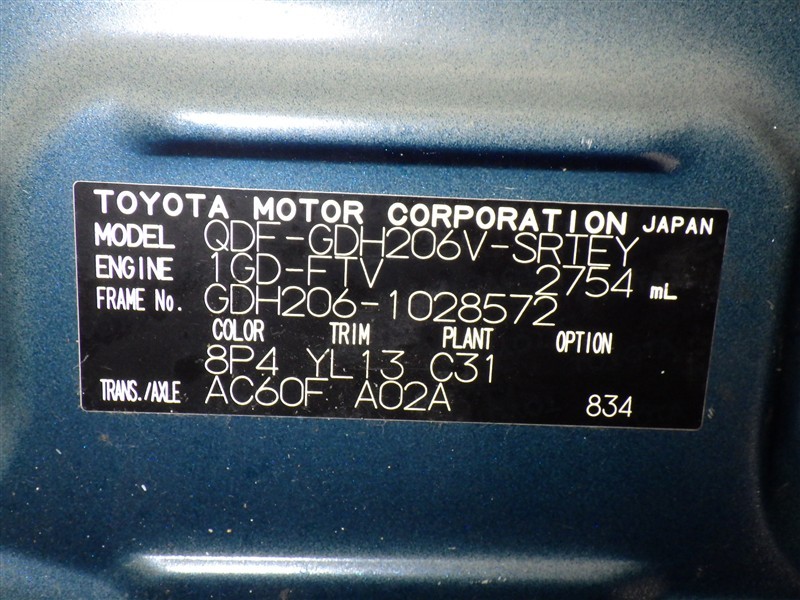 TOYOTA MOTOR CORPORATION JAPAN
MODEL QDF-GDH206V-SRTEY
ENGINE 1GD-FTV 2754 mL
FRAME No. GDH206-1028572
COLOR TRIM PLANT OPTION
8P4 YL13 C31
TRANS./AXLE AC60F A02A 834